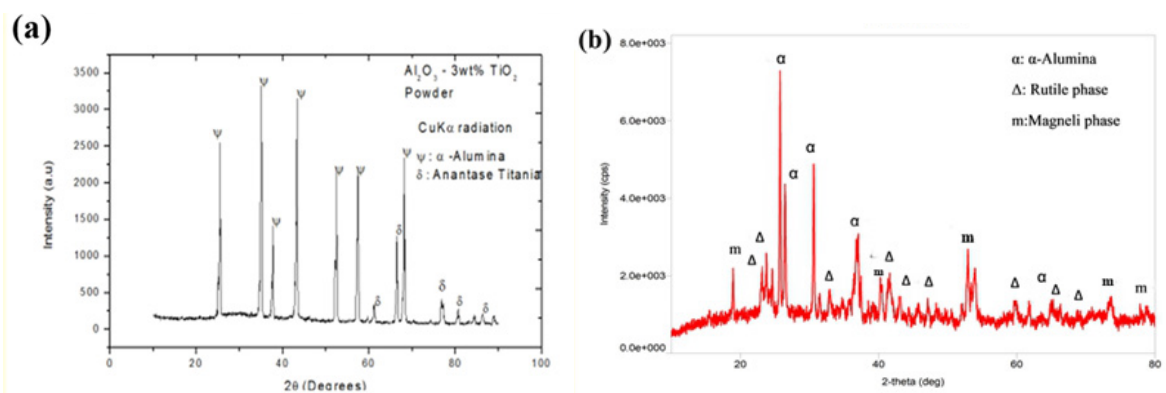 (a)
Al2O3 - 3wt% TiO2
Powder
CuKα radiation
ψ: α -Alumina
δ: Anantase Titania
ψ
ψ
ψ
ψ
ψ
ψ
ψ
ψ
δ
δ
δ
δ
δ
3500
3000
2500
2000
1500
1000
500
0
Intensity (a.u)
0 20 40 60 80 100
2θ (Degrees)
(b)
8.0e+003
6.0e+003
4.0e+003
2.0e+003
0.0e+000
Intensity (cps)
α: α-Alumina
Δ: Rutile phase
m:Magneli phase
α
α
α
α
α
m
Δ
Δ
Δ
m
Δ
Δ
Δ
m
Δ
Δ
Δ
m
m
20 40 60 80
2-theta (deg)